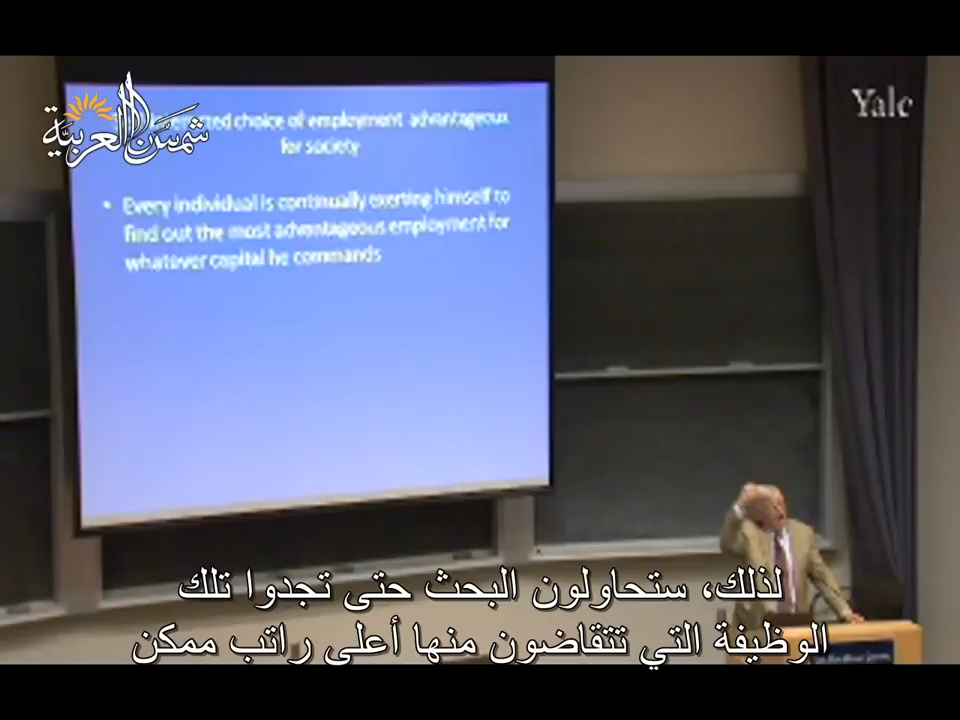 Yale
شمس العربية
choice of employment advantageous
for society
• Every individual is continually exerting himself to
find out the most advantageous employment for
whatever capital he commands
لذلك، ستحاولون البحث حتى تجدوا تلك
الوظيفة التي تتقاضون منها أعلى راتب ممكن